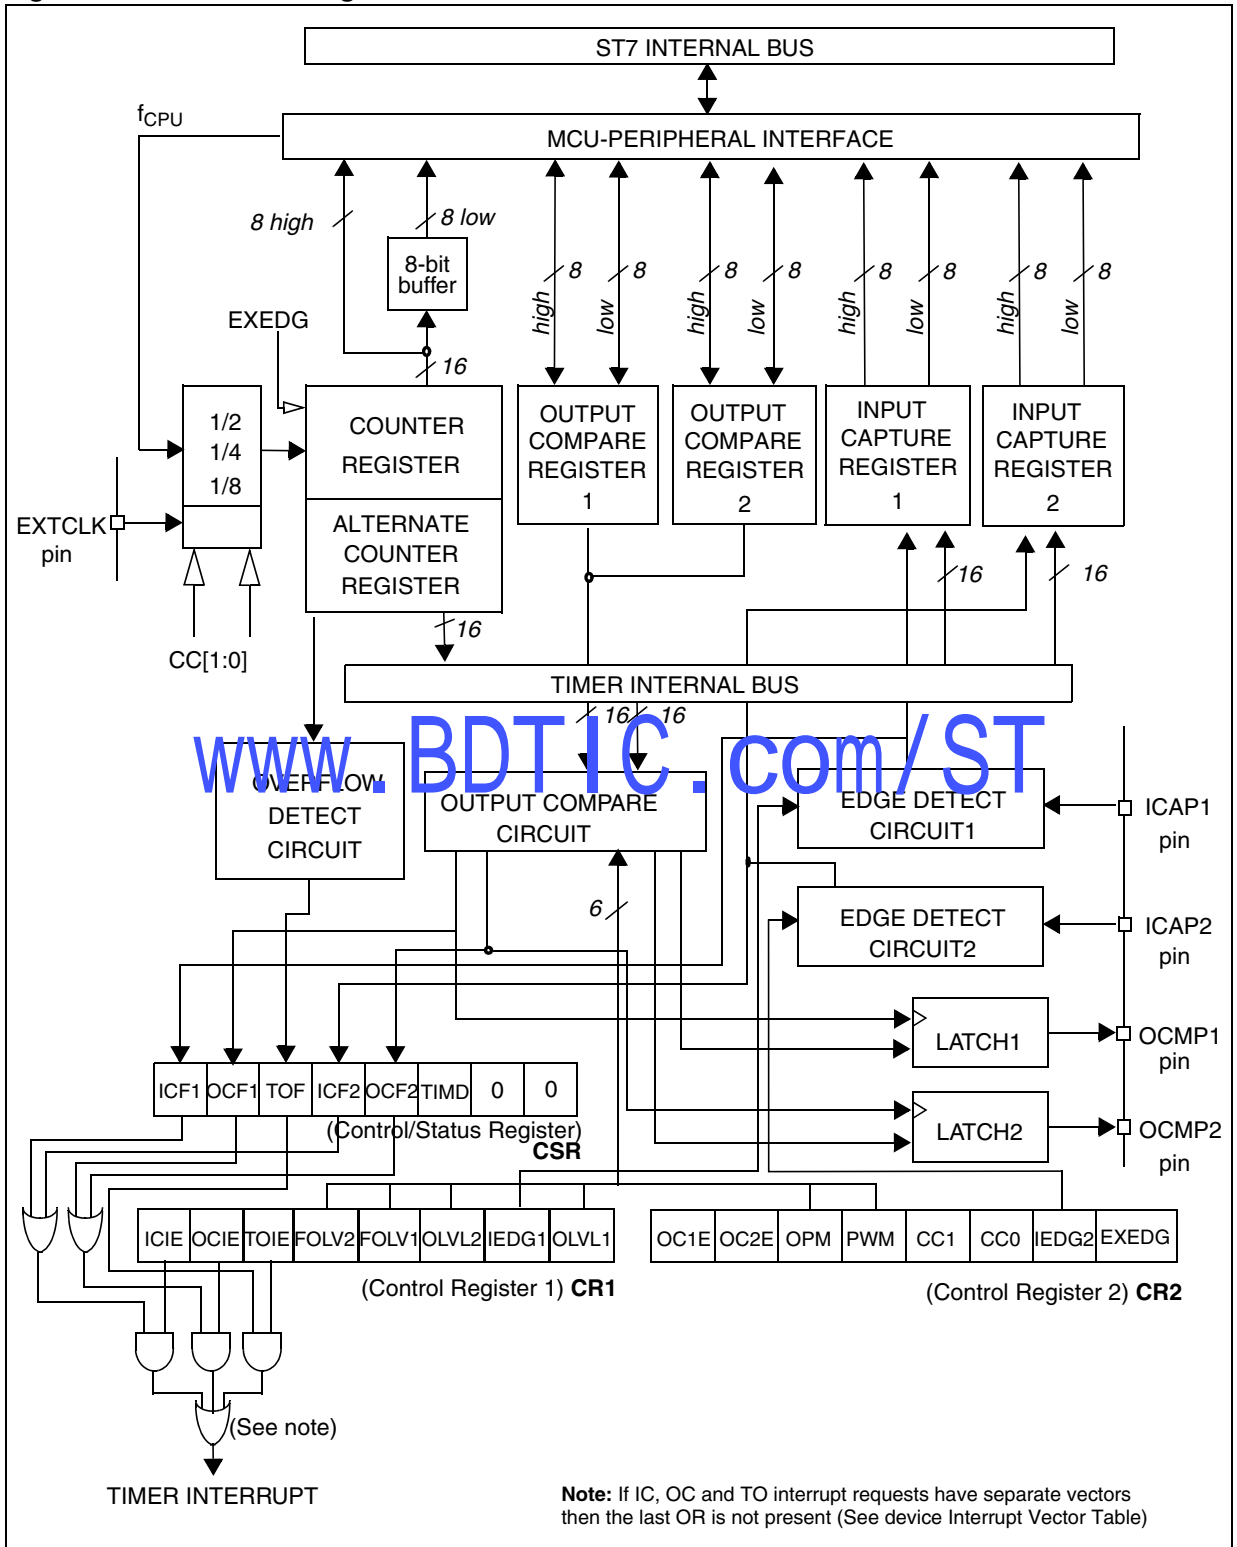 ST7 INTERNAL BUS
fCPU
MCU-PERIPHERAL INTERFACE
8 high
8 low
8-bit
buffer
8
8
8
8
8
8
8
8
high
low
high
low
high
low
high
low
EXEDG
16
1/2
1/4
1/8
COUNTER
REGISTER
OUTPUT
COMPARE
REGISTER
1
OUTPUT
COMPARE
REGISTER
2
INPUT
CAPTURE
REGISTER
1
INPUT
CAPTURE
REGISTER
2
EXTCLK
pin
ALTERNATE
COUNTER
REGISTER
16
16
16
CC[1:0]
TIMER INTERNAL BUS
16
16
www.BDTIC.com/ST
OVERFLOW
DETECT
CIRCUIT
OUTPUT COMPARE
CIRCUIT
EDGE DETECT
CIRCUIT1
ICAP1
pin
6
EDGE DETECT
CIRCUIT2
ICAP2
pin
LATCH1
OCMP1
pin
ICF1 OCF1 TOF ICF2 OCF2 TIMD 0 0
(Control/Status Register)
CSR
LATCH2
OCMP2
pin
ICIE OCIE TOIE FOLV2 FOLV1 OLVL2 IEDG1 OLVL1
OC1E OC2E OPM PWM CC1 CC0 IEDG2 EXEDG
(Control Register 1) CR1
(Control Register 2) CR2
(See note)
TIMER INTERRUPT
Note: If IC, OC and TO interrupt requests have separate vectors
then the last OR is not present (See device Interrupt Vector Table)